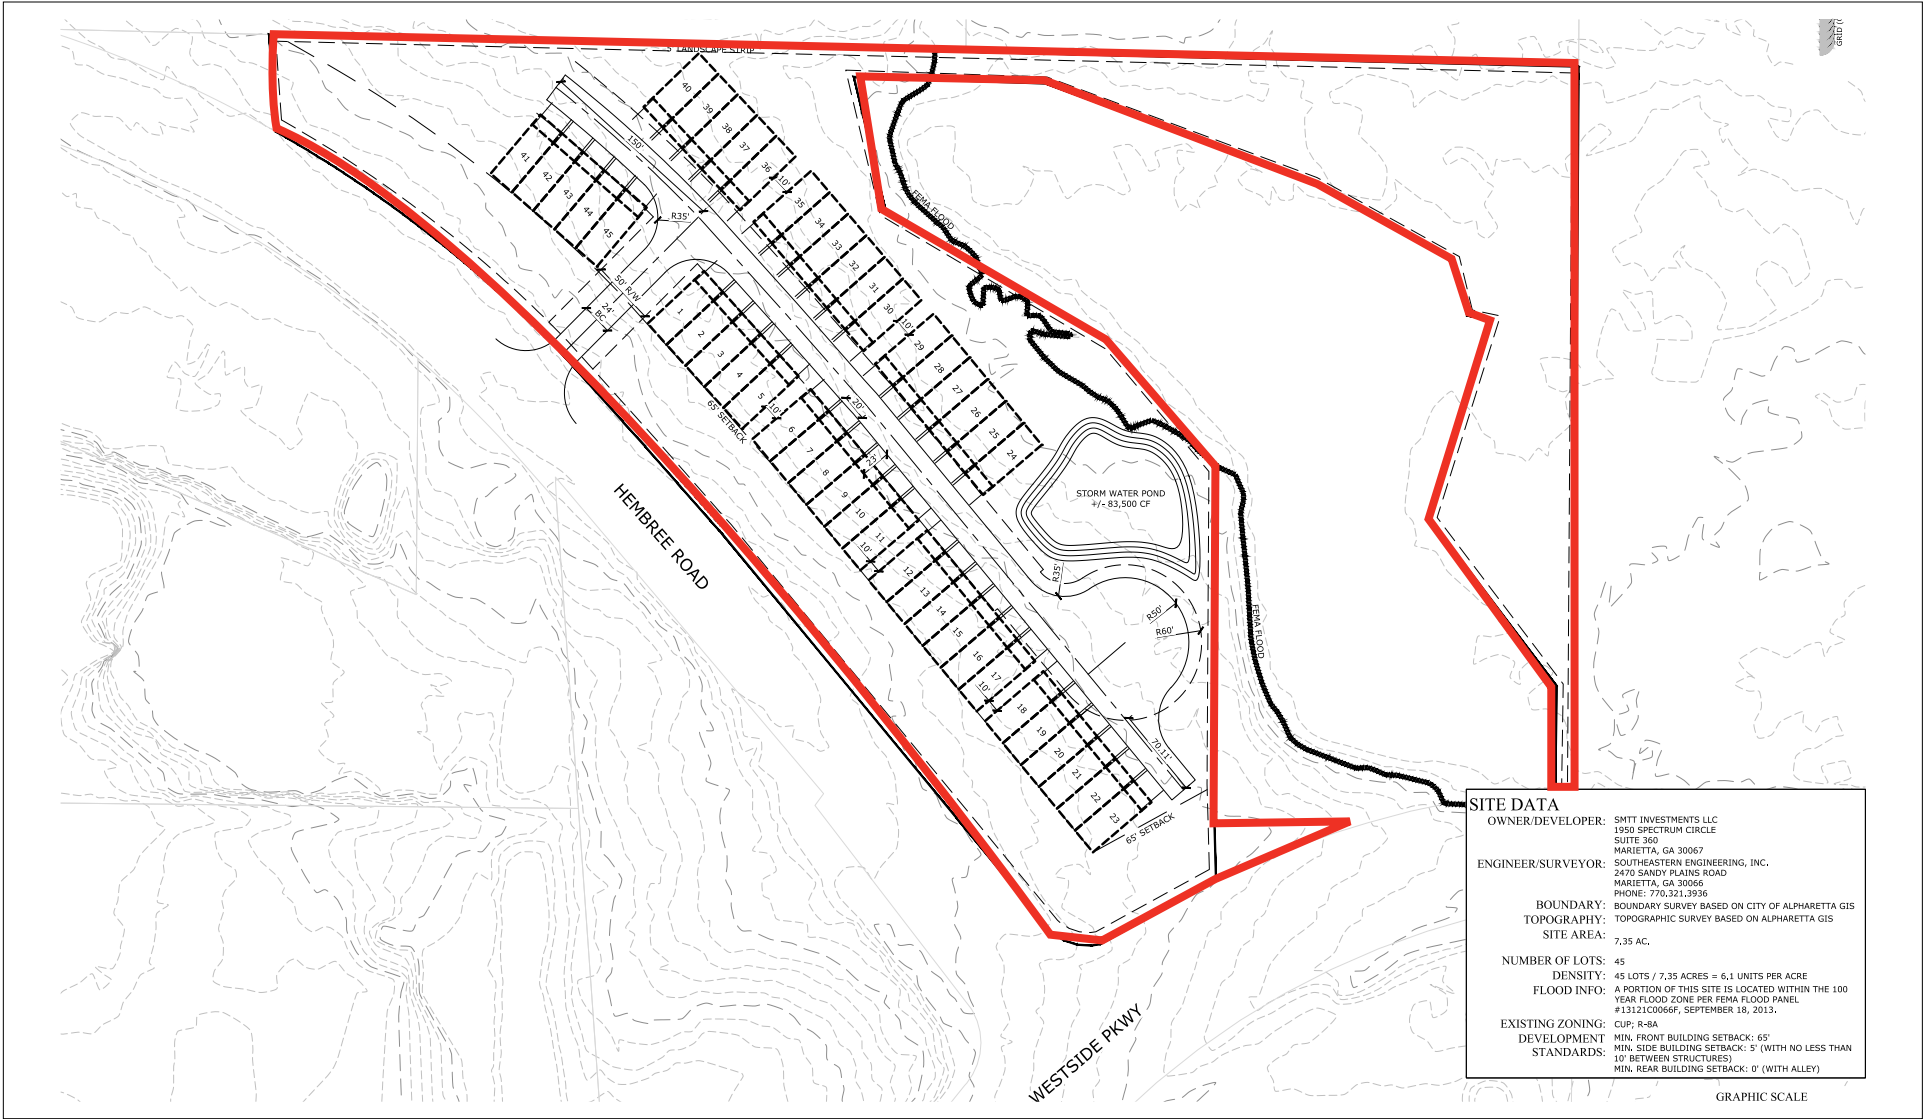 GRID
5' LANDSCAPE STRIP
40
39
38
37
36
10'
35
34
33
32
31
30
10'
29
28
27
26
25
24
150'
41
42
43
44
45
R35'
50' R/W
24'
BC
1
2
3
4
5
10'
6
7
8
9
10
11
10'
12
13
14
15
16
17
10'
18
19
20
21
22
23
65' SETBACK
20'
23'
FEMA FLOOD
STORM WATER POND
+/- 83,500 CF
R35'
R50'
R60'
FEMA FLOOD
70.11'
65' SETBACK
HEMBREE ROAD
WESTSIDE PKWY
SITE DATA
OWNER/DEVELOPER: SMTT INVESTMENTS LLC
1950 SPECTRUM CIRCLE
SUITE 360
MARIETTA, GA 30067
ENGINEER/SURVEYOR: SOUTHEASTERN ENGINEERING, INC.
2470 SANDY PLAINS ROAD
MARIETTA, GA 30066
PHONE: 770.321.3936
BOUNDARY: BOUNDARY SURVEY BASED ON CITY OF ALPHARETTA GIS
TOPOGRAPHY: TOPOGRAPHIC SURVEY BASED ON ALPHARETTA GIS
SITE AREA: 7.35 AC.
NUMBER OF LOTS: 45
DENSITY: 45 LOTS / 7.35 ACRES = 6.1 UNITS PER ACRE
FLOOD INFO: A PORTION OF THIS SITE IS LOCATED WITHIN THE 100
YEAR FLOOD ZONE PER FEMA FLOOD PANEL
#13121C0066F, SEPTEMBER 18, 2013.
EXISTING ZONING: CUP; R-8A
DEVELOPMENT STANDARDS: MIN. FRONT BUILDING SETBACK: 65'
MIN. SIDE BUILDING SETBACK: 5' (WITH NO LESS THAN
10' BETWEEN STRUCTURES)
MIN. REAR BUILDING SETBACK: 0' (WITH ALLEY)
GRAPHIC SCALE